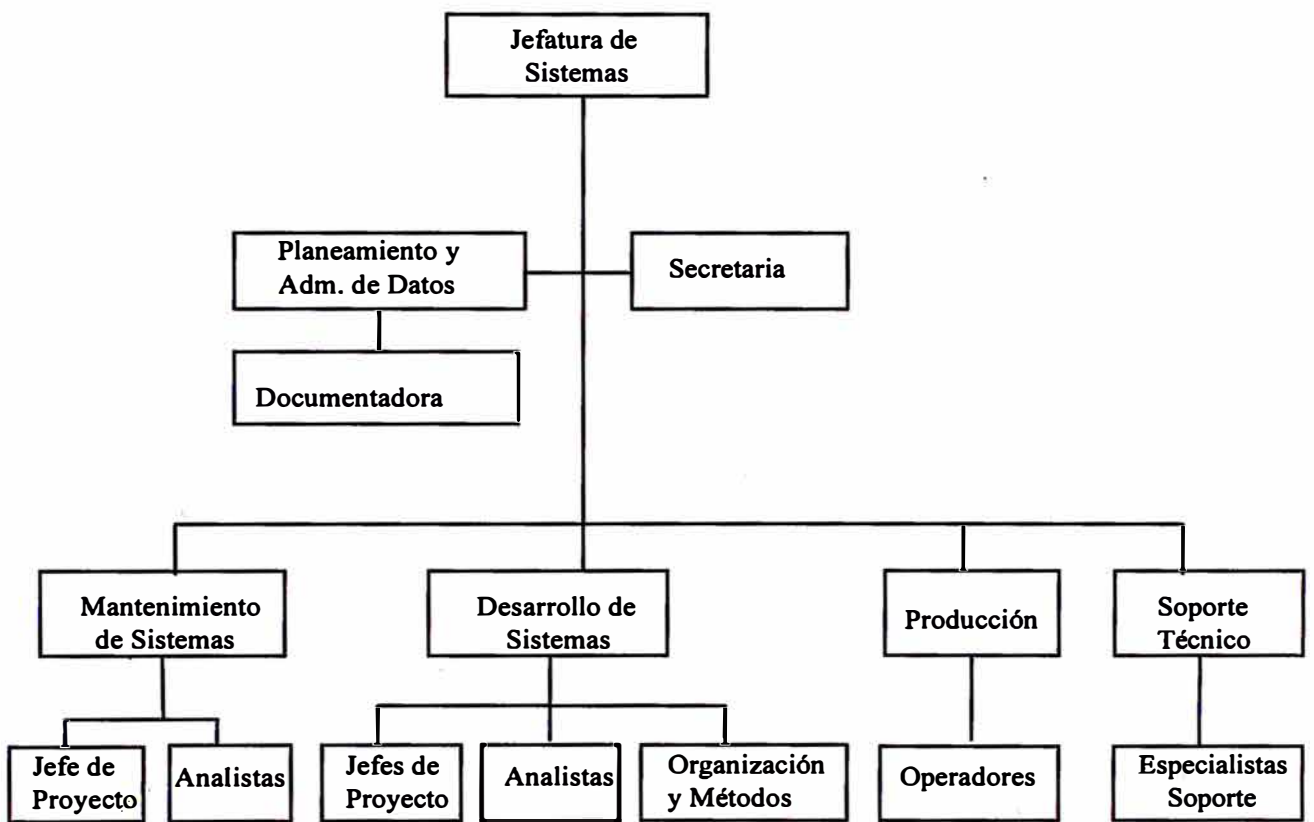 Jefatura de
Sistemas
Planeamiento y
Adm. de Datos
Secretaria
Documentadora
Mantenimiento
de Sistemas
Desarrollo de
Sistemas
Producción
Soporte
Técnico
Jefe de
Proyecto
Analistas
Jefes de
Proyecto
Analistas
Organización
y Métodos
Operadores
Especialistas
Soporte